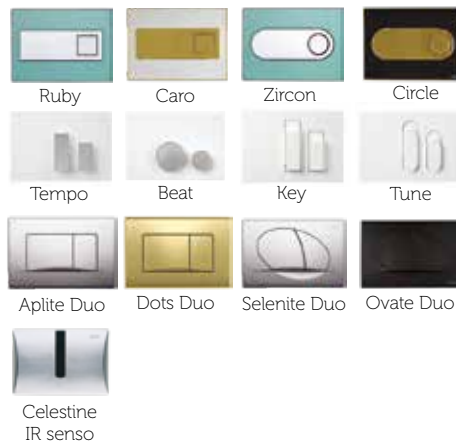 Ruby Caro Zircon Circle
Tempo Beat Key Tune
Aplite Duo Dots Duo Selenite Duo Ovate Duo
Celestine
IR senso